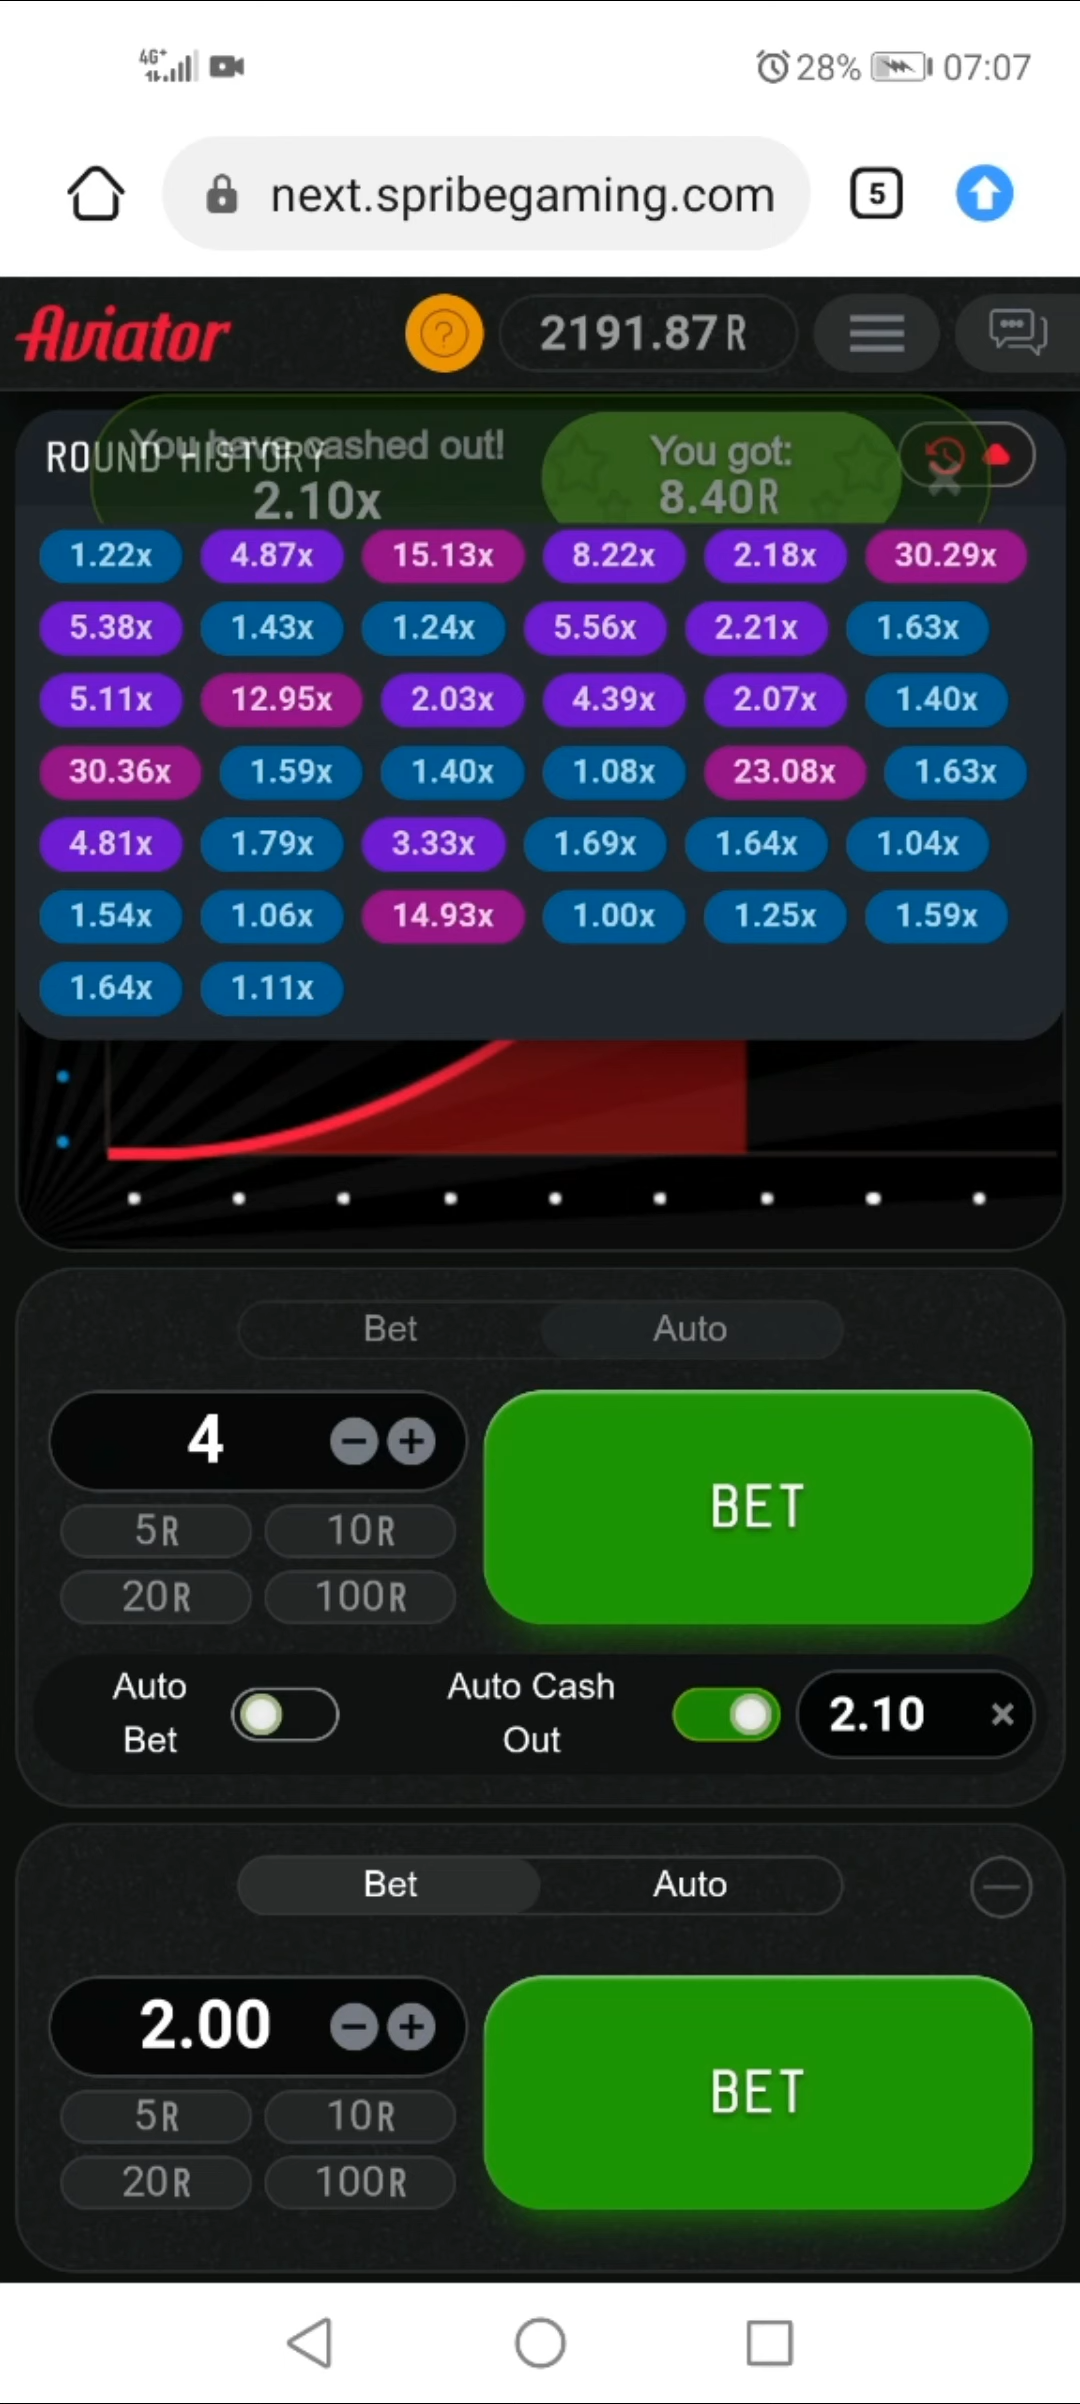 4G+ 28% 07:07
next.spribegaming.com 5
Aviator ? 2191.87 R
ROUND HISTORY
You have cashed out! You got:
2.10x 8.40R
1.22x 4.87x 15.13x 8.22x 2.18x 30.29x
5.38x 1.43x 1.24x 5.56x 2.21x 1.63x
5.11x 12.95x 2.03x 4.39x 2.07x 1.40x
30.36x 1.59x 1.40x 1.08x 23.08x 1.63x
4.81x 1.79x 3.33x 1.69x 1.64x 1.04x
1.54x 1.06x 14.93x 1.00x 1.25x 1.59x
1.64x 1.11x
Bet Auto
4 − + BET
5R 10R
20R 100R
Auto Bet Auto Cash Out 2.10 ×
Bet Auto
2.00 − + BET
5R 10R
20R 100R